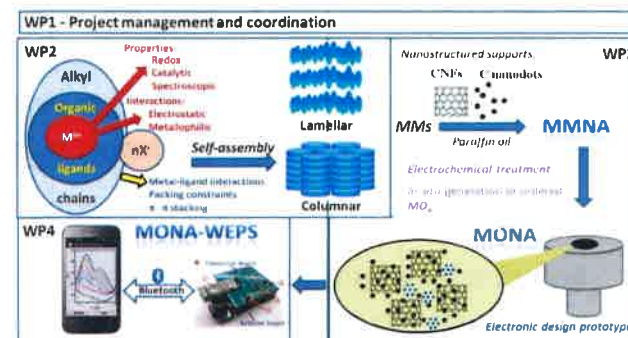 WP1 - Project management and coordination
WP2
Properties:
Redox
Catalytic
Spectroscopic
Interactions:
Electrostatic
Metallophilic
Alkyl
Organic
ligands
chains
nX-
Self-assembly
Metal-ligand interactions
Packing constraints
stacking
Lamellar
Columnar
Nanostructured supports,
CNFs C nanodots
MMs
Paraffin oil
MMNA
Electrochemical treatment
MONA
Electronic design prototype
WP4
MONA-WEPS
Bluetooth